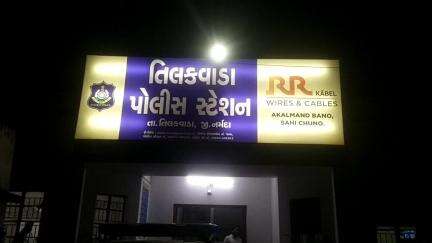 તિલકવાડા
પોલીસ સ્ટેશન
તા. તિલકવાડા, જી. નર્મદા
RR
KABEL
WIRES & CABLES
AKALMAND BANO,
SAHI CHUNO.